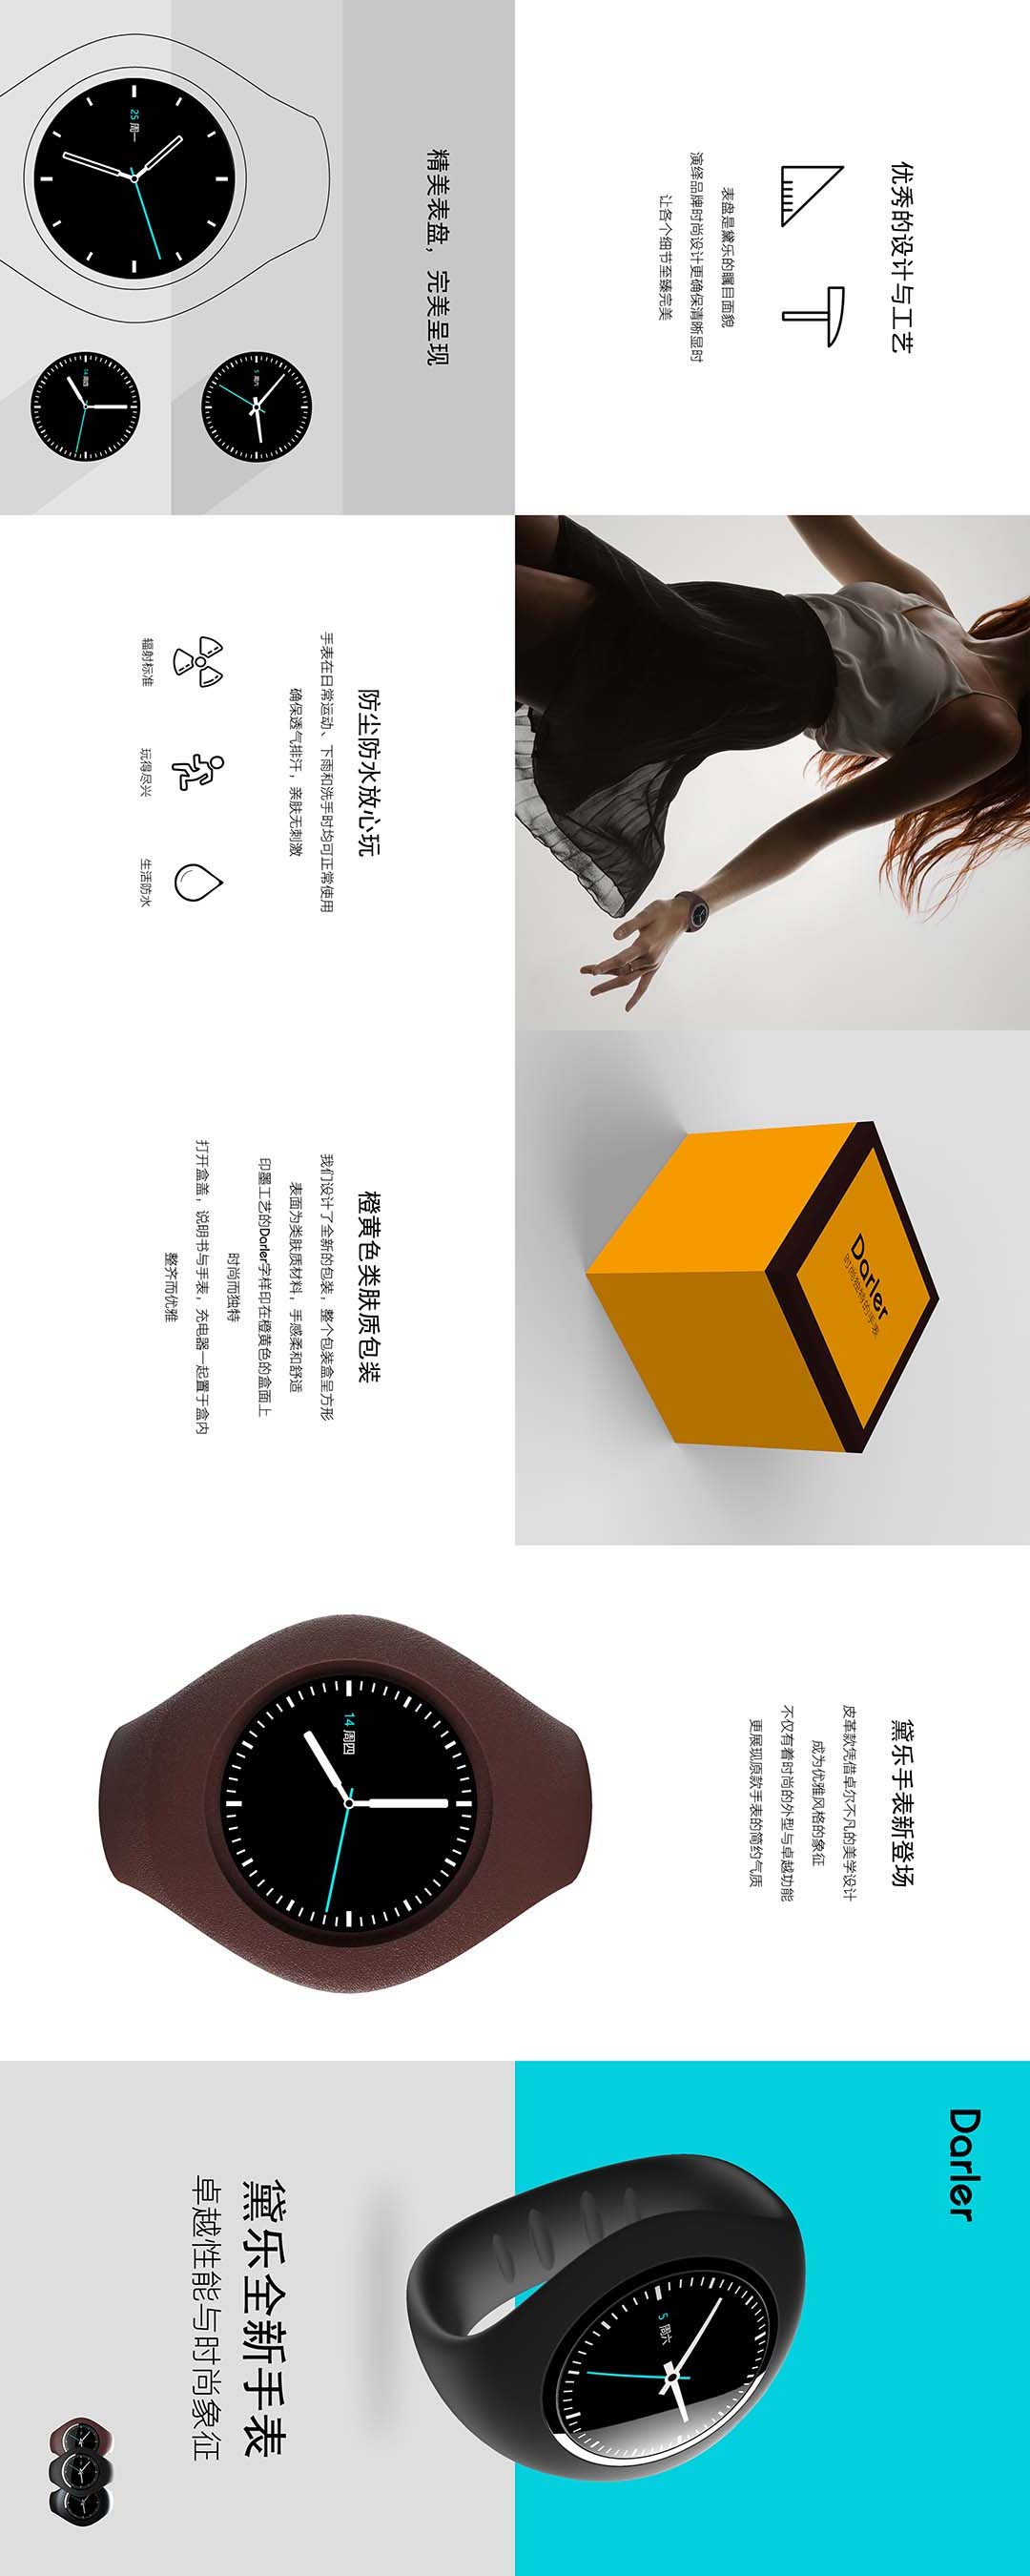 优秀的设计与工艺
表盘是黛乐的瞩目面貌
演绎品牌时尚设计更确保清晰显时
让各个细节至臻完美
精美表盘，完美呈现
5 周六
25 周一
14 周四
防尘防水放心玩
手表在日常运动、下雨和洗手时均可正常使用
确保透气排汗，亲肤无刺激
辐射标准
玩得尽兴
生活防水
Darler
时尚独特的手表
橙黄色类肤质包装
我们设计了全新的包装，整个包装盒呈方形
表面为类肤质材料，手感柔和舒适
印墨工艺的Darler字样印在橙黄色的盒面上
时尚而独特
打开盒盖，说明书与手表，充电器一起置于盒内
整齐而优雅
黛乐手表新登场
皮革款凭借卓尔不凡的美学设计
成为优雅风格的象征
不仅有着时尚的外型与卓越功能
更展现原款手表的简约气质
14 周四
Darler
5 周六
黛乐全新手表
卓越性能与时尚象征